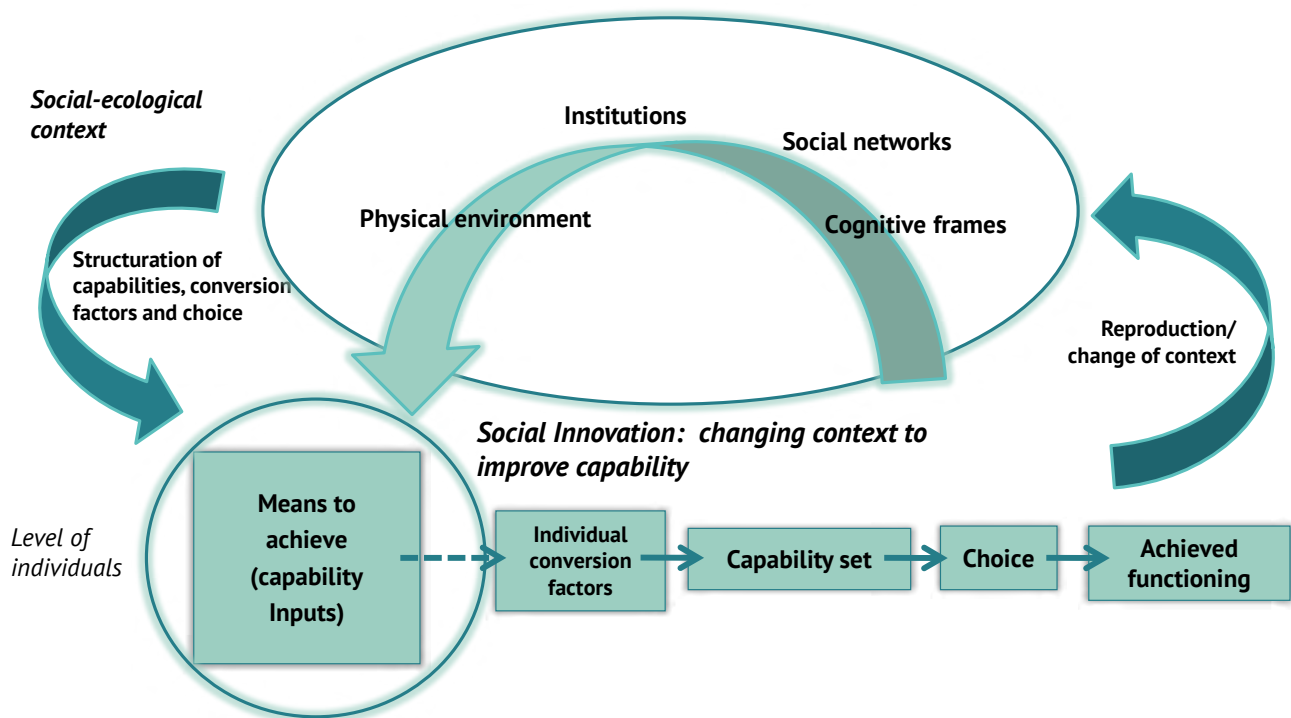 Social-ecological
context
Institutions
Social networks
Physical environment
Cognitive frames
Structuration of
capabilities, conversion
factors and choice
Reproduction/
change of context
Social Innovation: changing context to
improve capability
Level of
individuals
Means to
achieve
(capability
Inputs)
Individual
conversion
factors
Capability set
Choice
Achieved
functioning